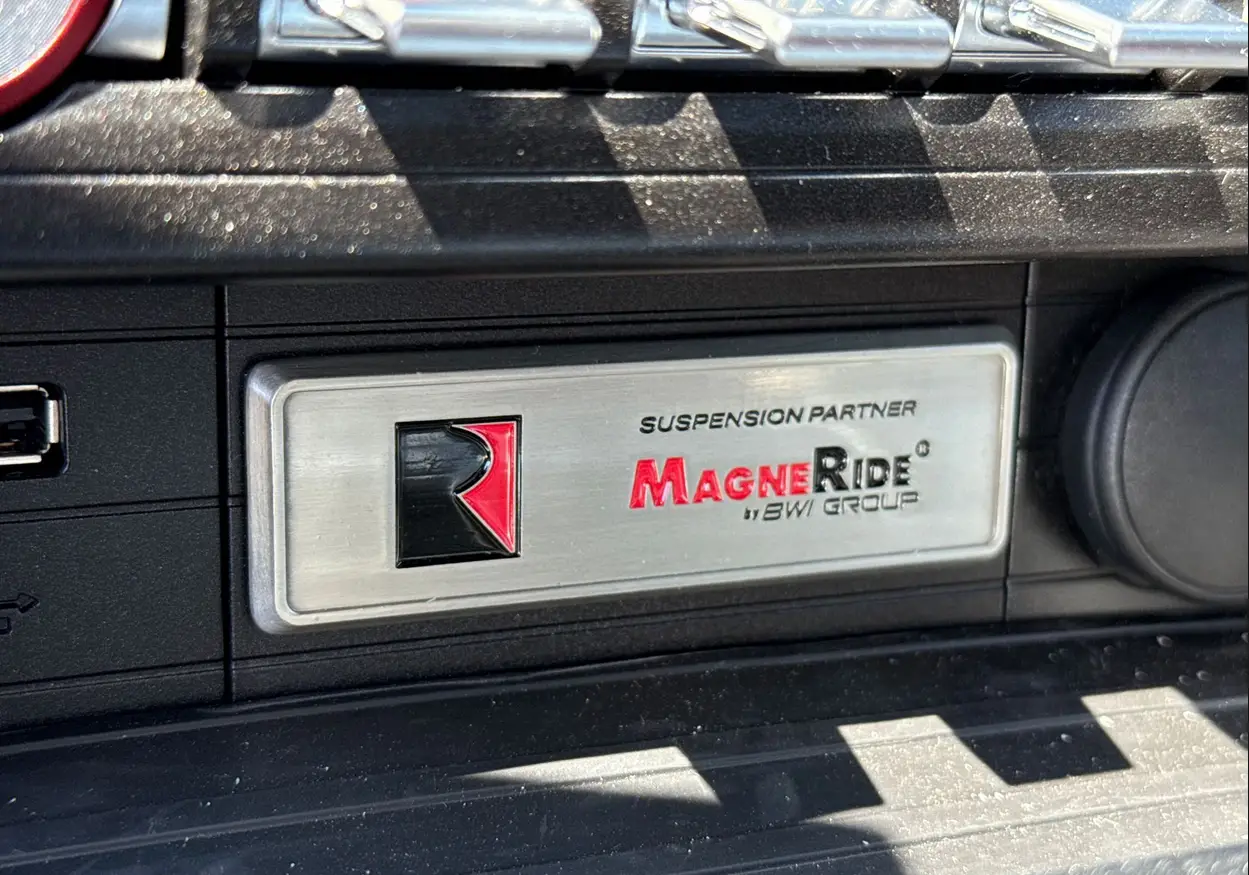 R
SUSPENSION PARTNER
MAGNERIDE®
by BWI GROUP